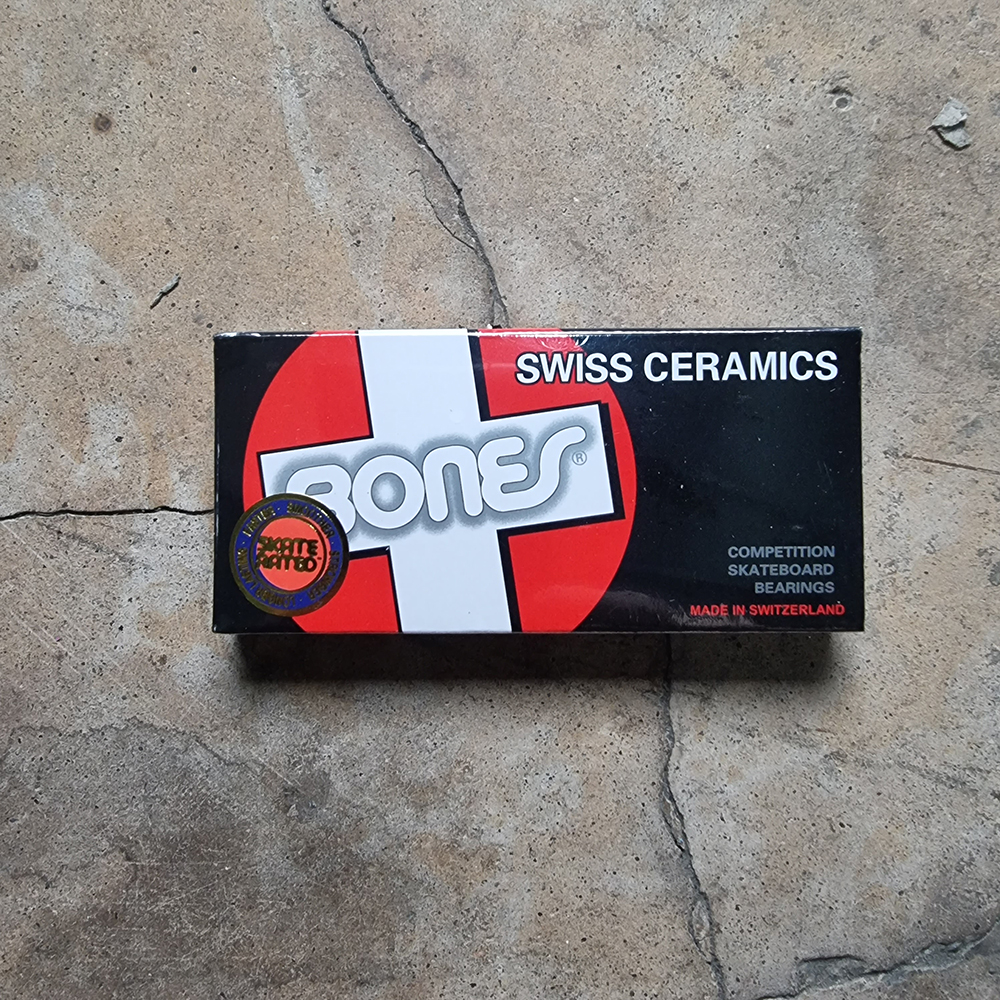 SWISS CERAMICS
BONES®
SKATE
RATED
COMPETITION
SKATEBOARD
BEARINGS
MADE IN SWITZERLAND